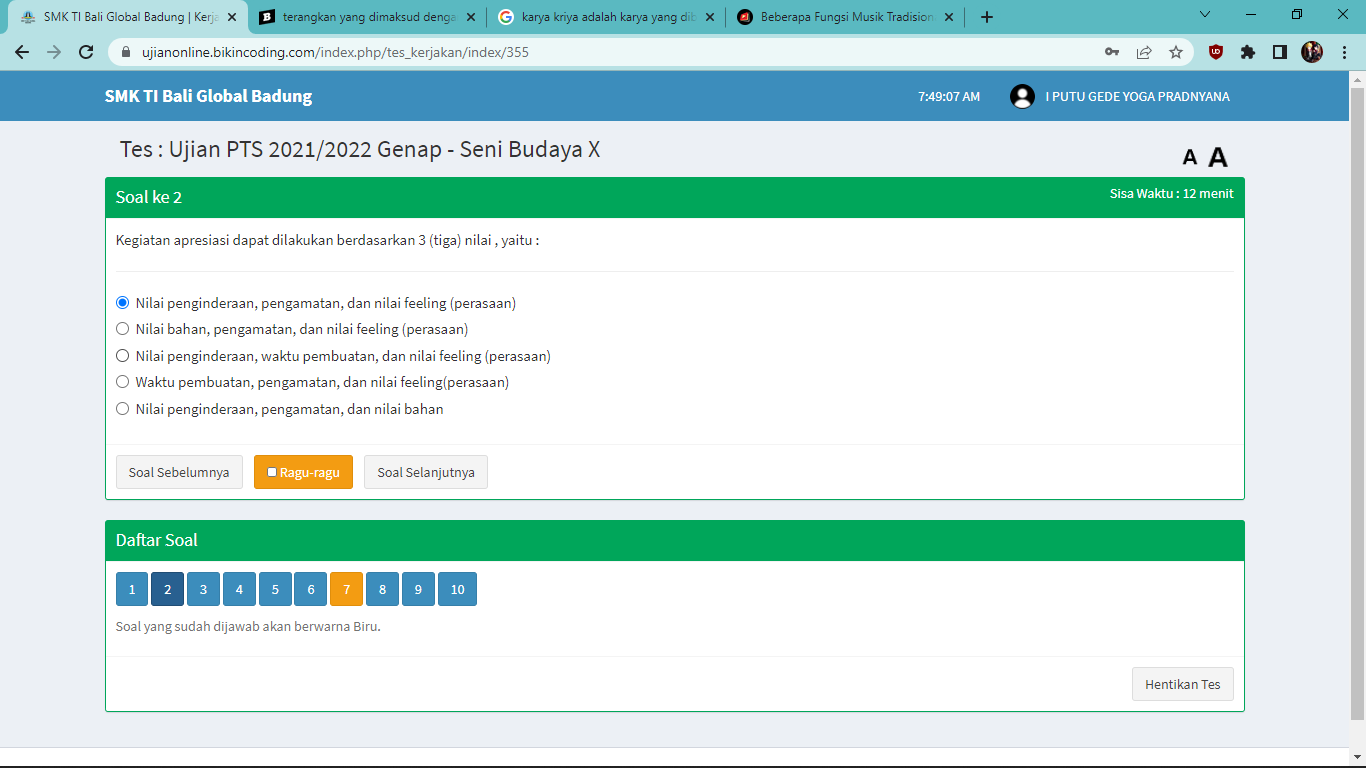 SMK TI Bali Global Badung | Kerja
terangkan yang dimaksud denga
karya kriya adalah karya yang dib
Beberapa Fungsi Musik Tradision
ujianonline.bikincoding.com/index.php/tes_kerjakan/index/355
SMK TI Bali Global Badung
7:49:07 AM
I PUTU GEDE YOGA PRADNYANA
Tes : Ujian PTS 2021/2022 Genap - Seni Budaya X
A A
Soal ke 2
Sisa Waktu : 12 menit
Kegiatan apresiasi dapat dilakukan berdasarkan 3 (tiga) nilai , yaitu :
Nilai penginderaan, pengamatan, dan nilai feeling (perasaan)
Nilai bahan, pengamatan, dan nilai feeling (perasaan)
Nilai penginderaan, waktu pembuatan, dan nilai feeling (perasaan)
Waktu pembuatan, pengamatan, dan nilai feeling(perasaan)
Nilai penginderaan, pengamatan, dan nilai bahan
Soal Sebelumnya
Ragu-ragu
Soal Selanjutnya
Daftar Soal
1 2 3 4 5 6 7 8 9 10
Soal yang sudah dijawab akan berwarna Biru.
Hentikan Tes